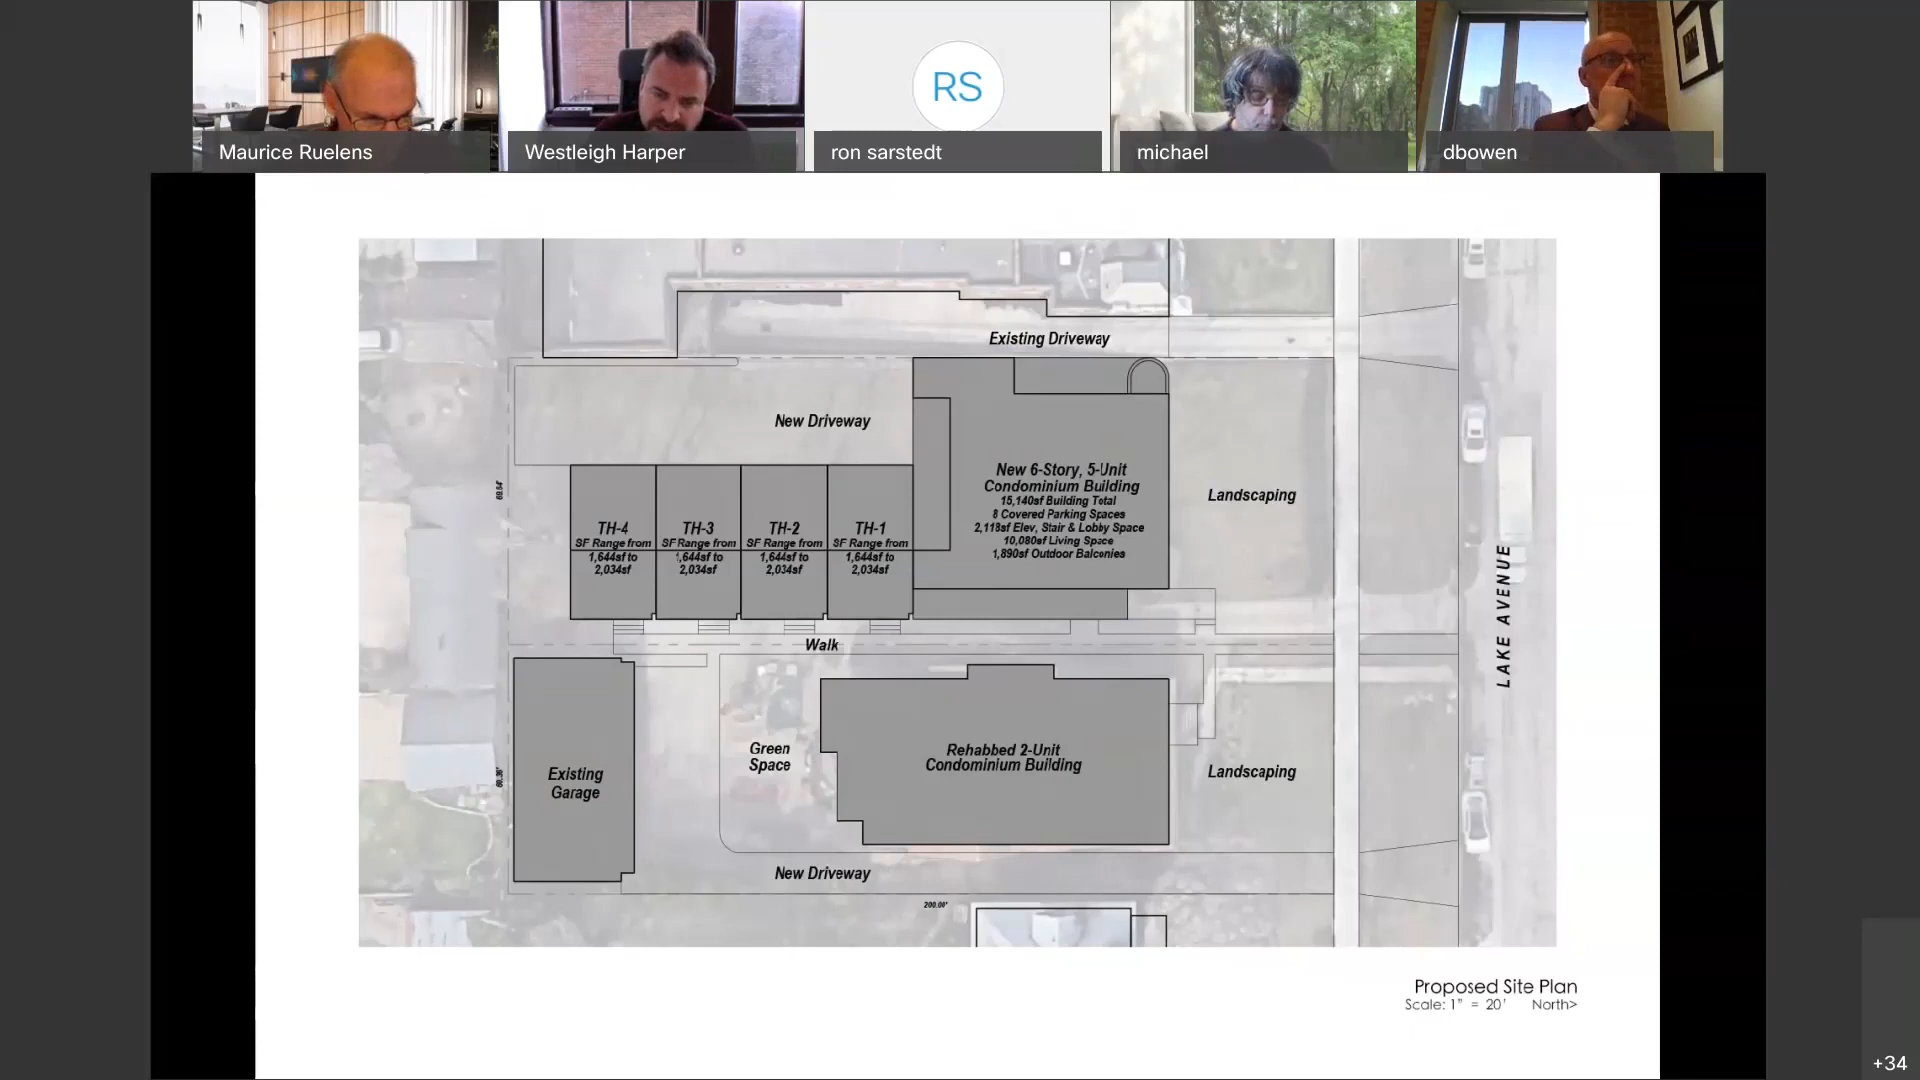 RS
Maurice Ruelens
Westleigh Harper
ron sarstedt
michael
dbowen
Existing Driveway
New Driveway
New 6-Story, 5-Unit
Condominium Building
15,140sf Building Total
8 Covered Parking Spaces
2,118sf Elev, Stair & Lobby Space
10,080sf Living Space
1,890sf Outdoor Balconies
Landscaping
TH-4
SF Range from
1,644sf to
2,034sf
TH-3
SF Range from
1,644sf to
2,034sf
TH-2
SF Range from
1,644sf to
2,034sf
TH-1
SF Range from
1,644sf to
2,034sf
LAKE AVENUE
Walk
Green
Space
Rehabbed 2-Unit
Condominium Building
Existing
Garage
Landscaping
New Driveway
200.00'
Proposed Site Plan
Scale: 1" = 20' North>
+34